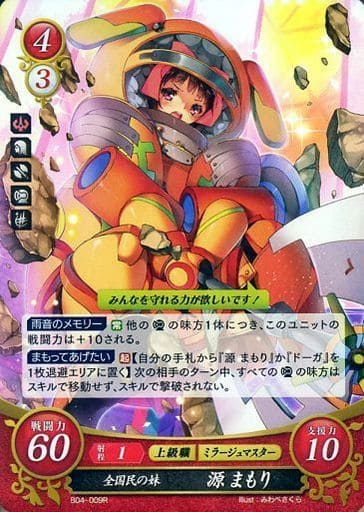 4
3
みんなを守れる力が欲しいです！
雨音のメモリー 常 他の の味方1体につき、このユニットの
戦闘力は＋10される。
まもってあげたい 起 【自分の手札から『源 まもり』か『ドーガ』を
1枚退避エリアに置く】 次の相手のターン中、すべての の味方は
スキルで移動せず、スキルで撃破されない。
戦闘力
60
射程 1
上級職
ミラージュマスター
支援力
10
全国民の妹
源 まもり
B04-009R
Illust：みわべさくら